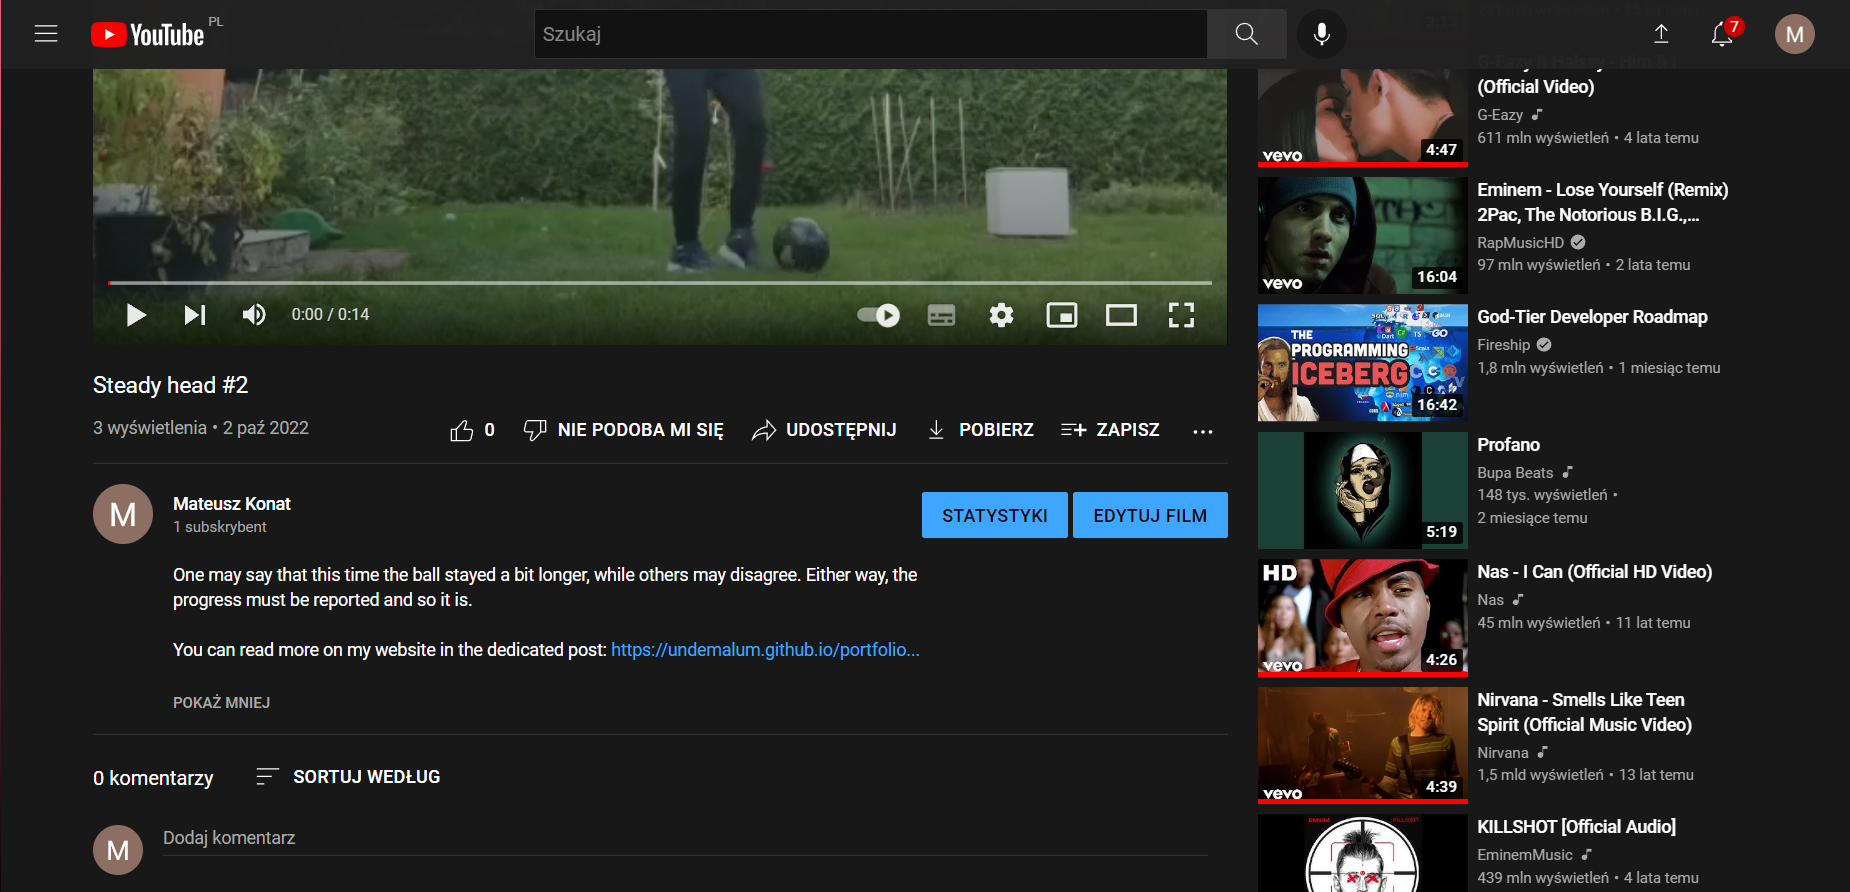 YouTube PL
Szukaj
7
M
0:00 / 0:14
Steady head #2
3 wyświetlenia • 2 paź 2022
0
NIE PODOBA MI SIĘ
UDOSTĘPNIJ
POBIERZ
ZAPISZ
M
Mateusz Konat
1 subskrybent
STATYSTYKI
EDYTUJ FILM
One may say that this time the ball stayed a bit longer, while others may disagree. Either way, the
progress must be reported and so it is.
You can read more on my website in the dedicated post: https://undemalum.github.io/portfolio...
POKAŻ MNIEJ
0 komentarzy
SORTUJ WEDŁUG
M
Dodaj komentarz
3:13
G-Eazy & Halsey - Him & I
(Official Video)
G-Eazy
611 mln wyświetleń • 4 lata temu
vevo
4:47
Eminem - Lose Yourself (Remix)
2Pac, The Notorious B.I.G.,...
RapMusicHD
97 mln wyświetleń • 2 lata temu
vevo
16:04
God-Tier Developer Roadmap
Fireship
1,8 mln wyświetleń • 1 miesiąc temu
THE
PROGRAMMING
ICEBERG
16:42
Profano
Bupa Beats
148 tys. wyświetleń •
2 miesiące temu
5:19
Nas - I Can (Official HD Video)
Nas
45 mln wyświetleń • 11 lat temu
HD
vevo
4:26
Nirvana - Smells Like Teen
Spirit (Official Music Video)
Nirvana
1,5 mld wyświetleń • 13 lat temu
vevo
4:39
KILLSHOT [Official Audio]
EminemMusic
439 mln wyświetleń • 4 lata temu
EMINEM
KILLSHOT